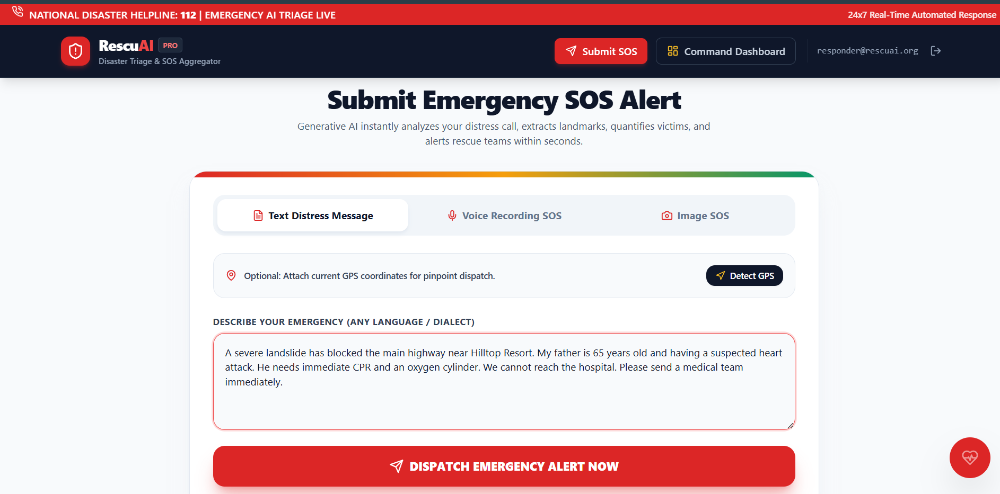 NATIONAL DISASTER HELPLINE: 112 | EMERGENCY AI TRIAGE LIVE
24x7 Real-Time Automated Response
RescuAI PRO
Disaster Triage & SOS Aggregator
Submit SOS
Command Dashboard
responder@rescuai.org
Submit Emergency SOS Alert
Generative AI instantly analyzes your distress call, extracts landmarks, quantifies victims, and
alerts rescue teams within seconds.
Text Distress Message
Voice Recording SOS
Image SOS
Optional: Attach current GPS coordinates for pinpoint dispatch.
Detect GPS
DESCRIBE YOUR EMERGENCY (ANY LANGUAGE / DIALECT)
A severe landslide has blocked the main highway near Hilltop Resort. My father is 65 years old and having a suspected heart
attack. He needs immediate CPR and an oxygen cylinder. We cannot reach the hospital. Please send a medical team
immediately.
DISPATCH EMERGENCY ALERT NOW